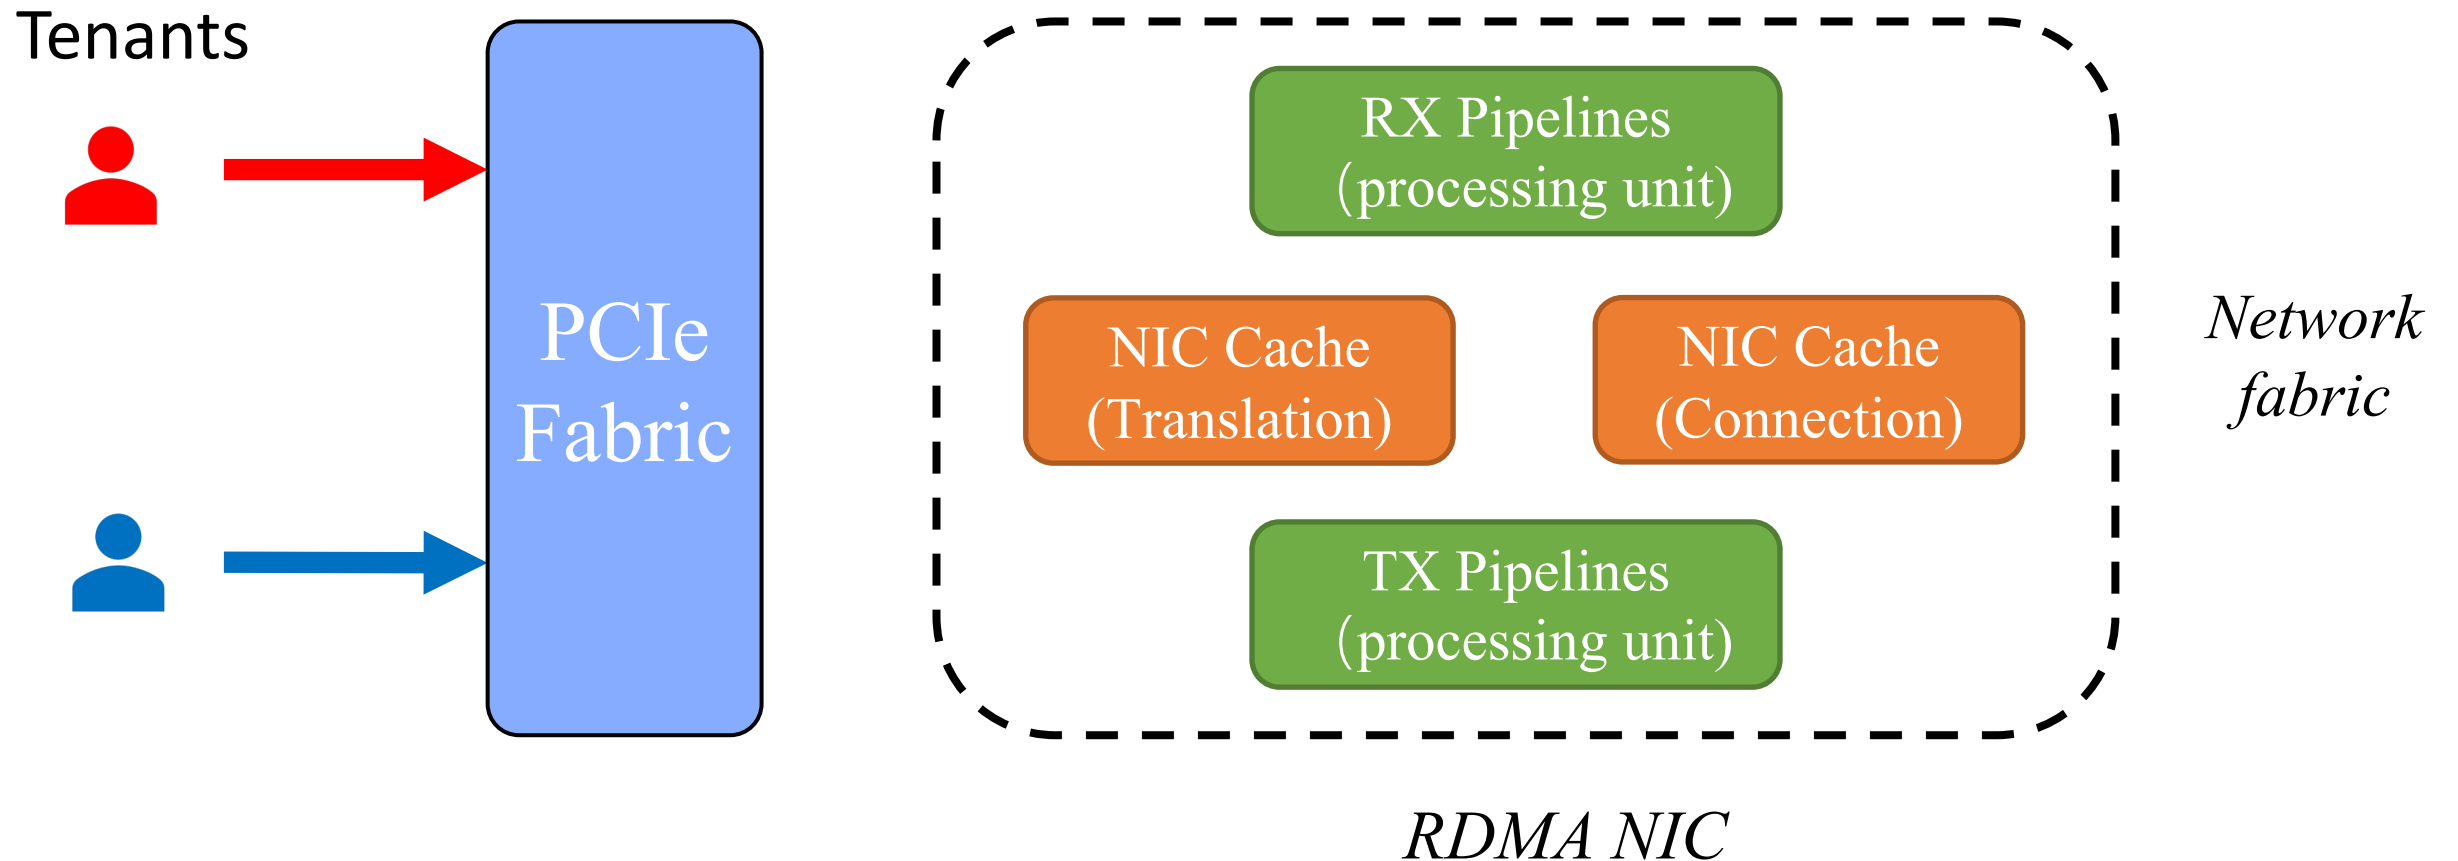 Tenants
PCIe
Fabric
RX Pipelines
(processing unit)
NIC Cache
(Translation)
NIC Cache
(Connection)
TX Pipelines
(processing unit)
Network
fabric
RDMA NIC